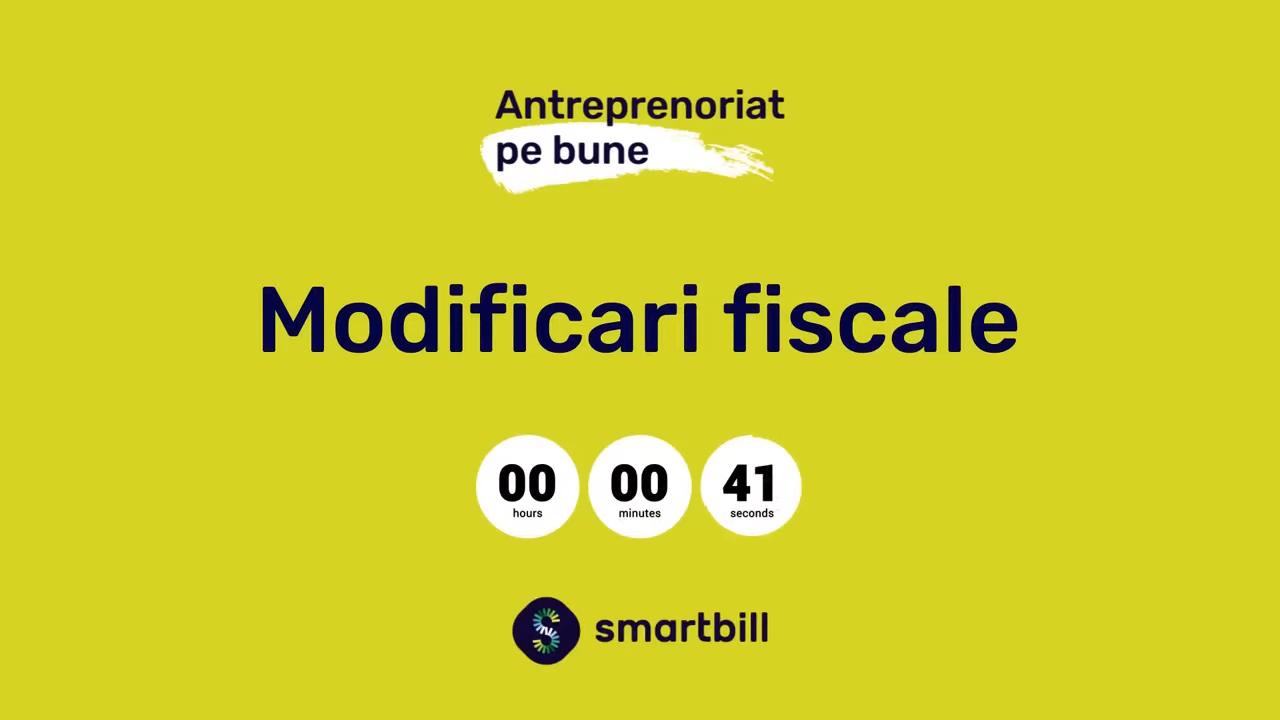 Antreprenoriat
pe bune
Modificari fiscale
00 00 41
hours minutes seconds
smartbill